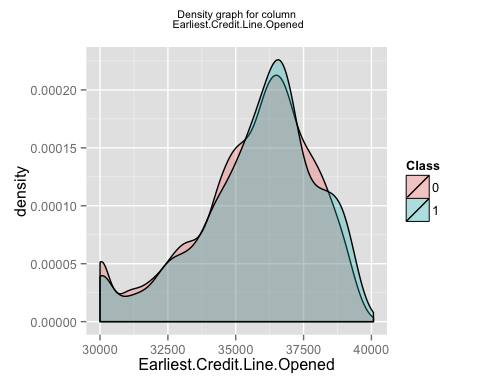 Density graph for column
Earliest.Credit.Line.Opened
density
0.00020
0.00015
0.00010
0.00005
0.00000
30000 32500 35000 37500 40000
Earliest.Credit.Line.Opened
Class
0
1